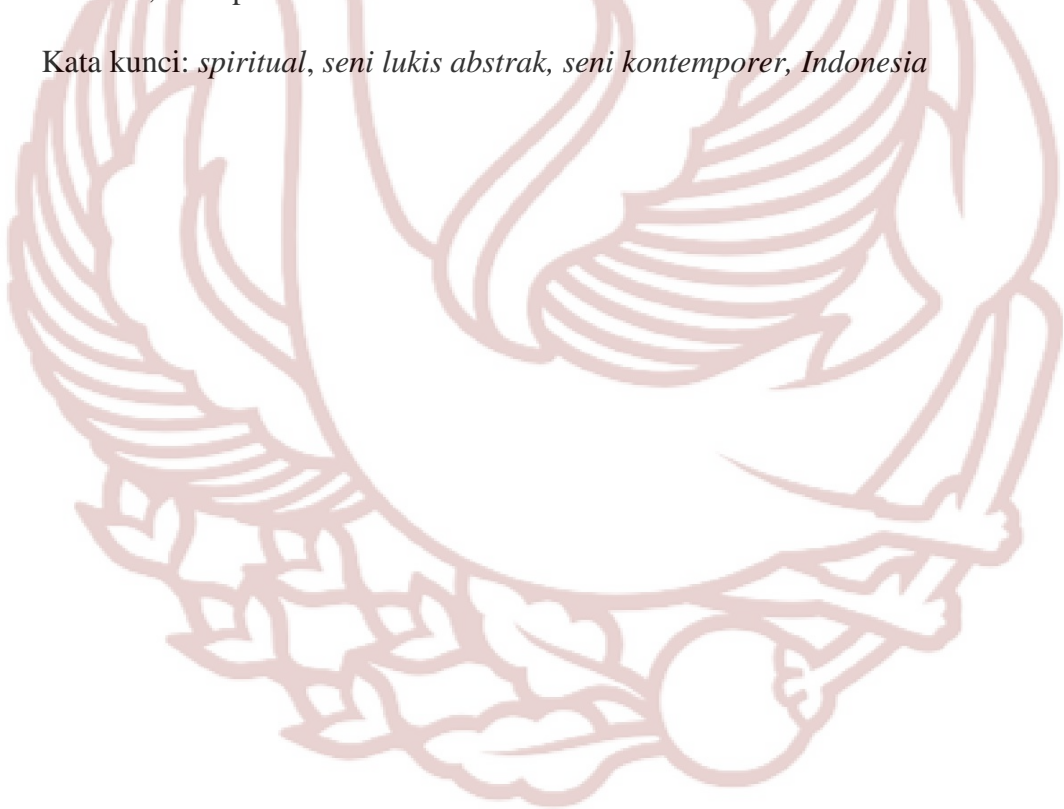 Kata kunci: spiritual, seni lukis abstrak, seni kontemporer, Indonesia